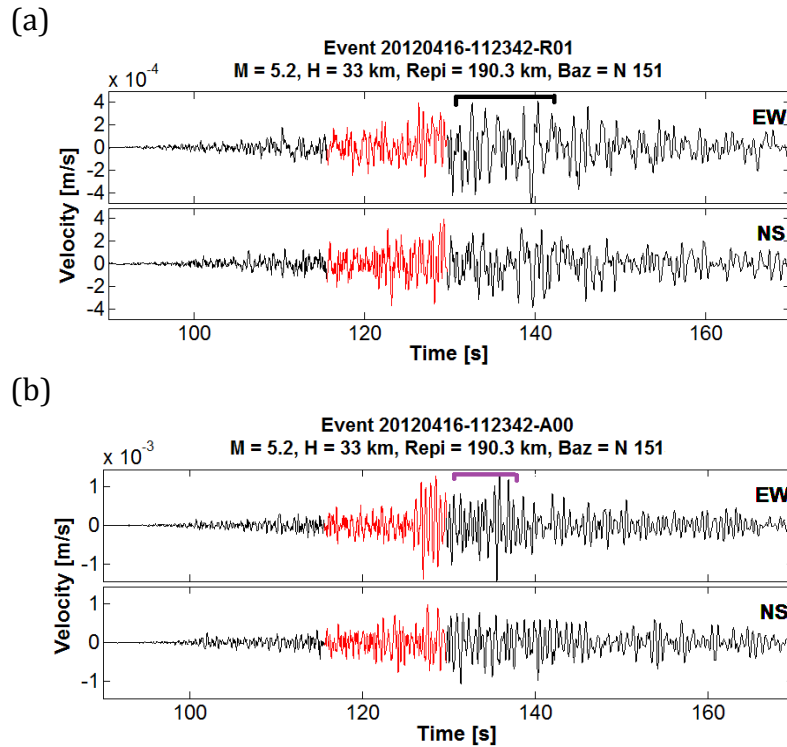 (a)
Event 20120416-112342-R01
M = 5.2, H = 33 km, Repi = 190.3 km, Baz = N 151
x 10-4
4
2
0
-2
-4
EW
4
2
0
-2
-4
NS
Velocity [m/s]
100 120 140 160
Time [s]
(b)
Event 20120416-112342-A00
M = 5.2, H = 33 km, Repi = 190.3 km, Baz = N 151
x 10-3
1
0
-1
EW
1
0
-1
NS
Velocity [m/s]
100 120 140 160
Time [s]